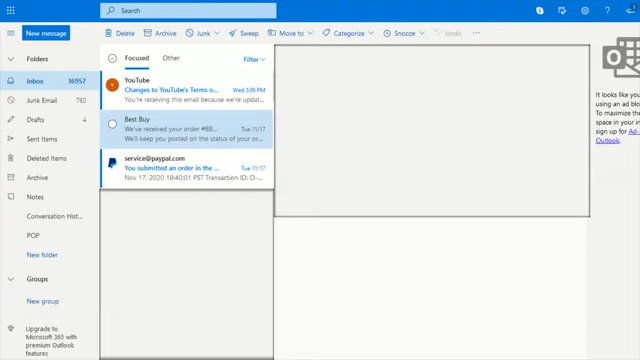 Search
New message
Delete
Archive
Junk
Sweep
Move to
Categorize
Snooze
Undo
Folders
Inbox 16957
Junk Email 760
Drafts 4
Sent Items
Deleted Items
Archive
Notes
Conversation Hist...
POP
New folder
Groups
New group
Upgrade to
Microsoft 365 with
premium Outlook
features
Focused Other Filter
YouTube
Changes to YouTube's Terms o... Wed 3:09 PM
You're receiving this email because we're updat...
Best Buy
We've received your order #BB... Tue 11/17
We'll keep you posted on the status of your or...
service@paypal.com
You submitted an order in the ... Tue 11/17
Nov 17, 2020 18:40:01 PST Transaction ID: O-...
It looks like you
using an ad blo
To maximize the
space in your in
sign up for Ad-
Outlook.